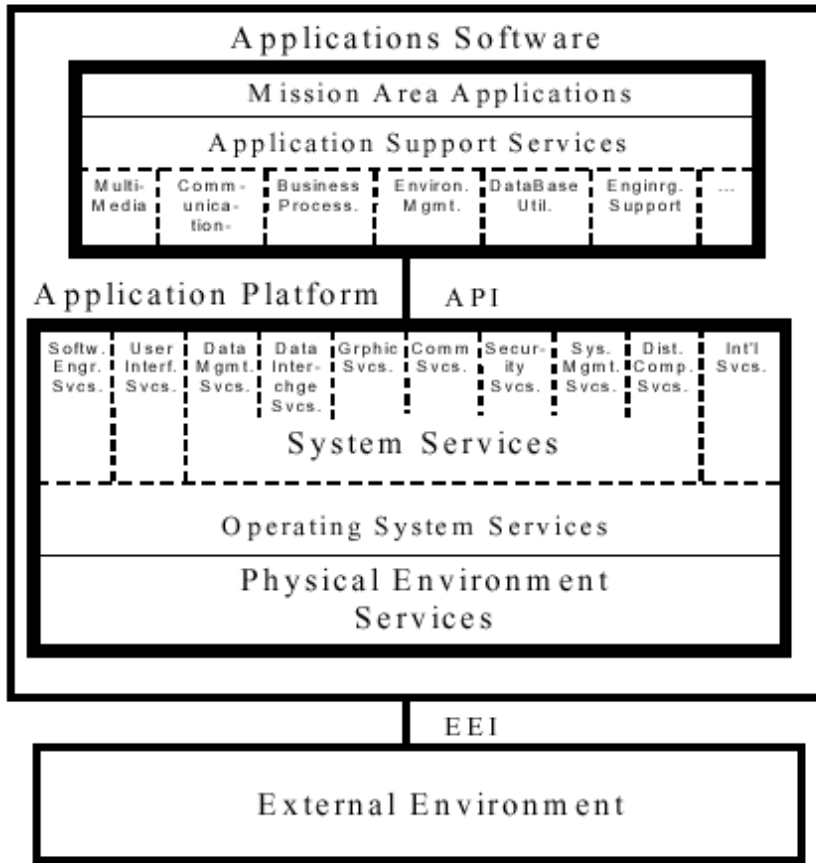 Applications Software
Mission Area Applications
Application Support Services
Multi-
Media
Comm-
unica-
tion-
Business
Process.
Environ.
Mgmt.
DataBase
Util.
Enginrg.
Support
...
Application Platform
API
Softw.
Engr.
Svcs.
User
Interf.
Svcs.
Data
Mgmt.
Svcs.
Data
Inter-
chge
Svcs.
Grphic
Svcs.
Comm
Svcs.
Secur-
ity
Svcs.
Sys.
Mgmt.
Svcs.
Dist.
Comp.
Svcs.
Int'l
Svcs.
System Services
Operating System Services
Physical Environment
Services
EEI
External Environment